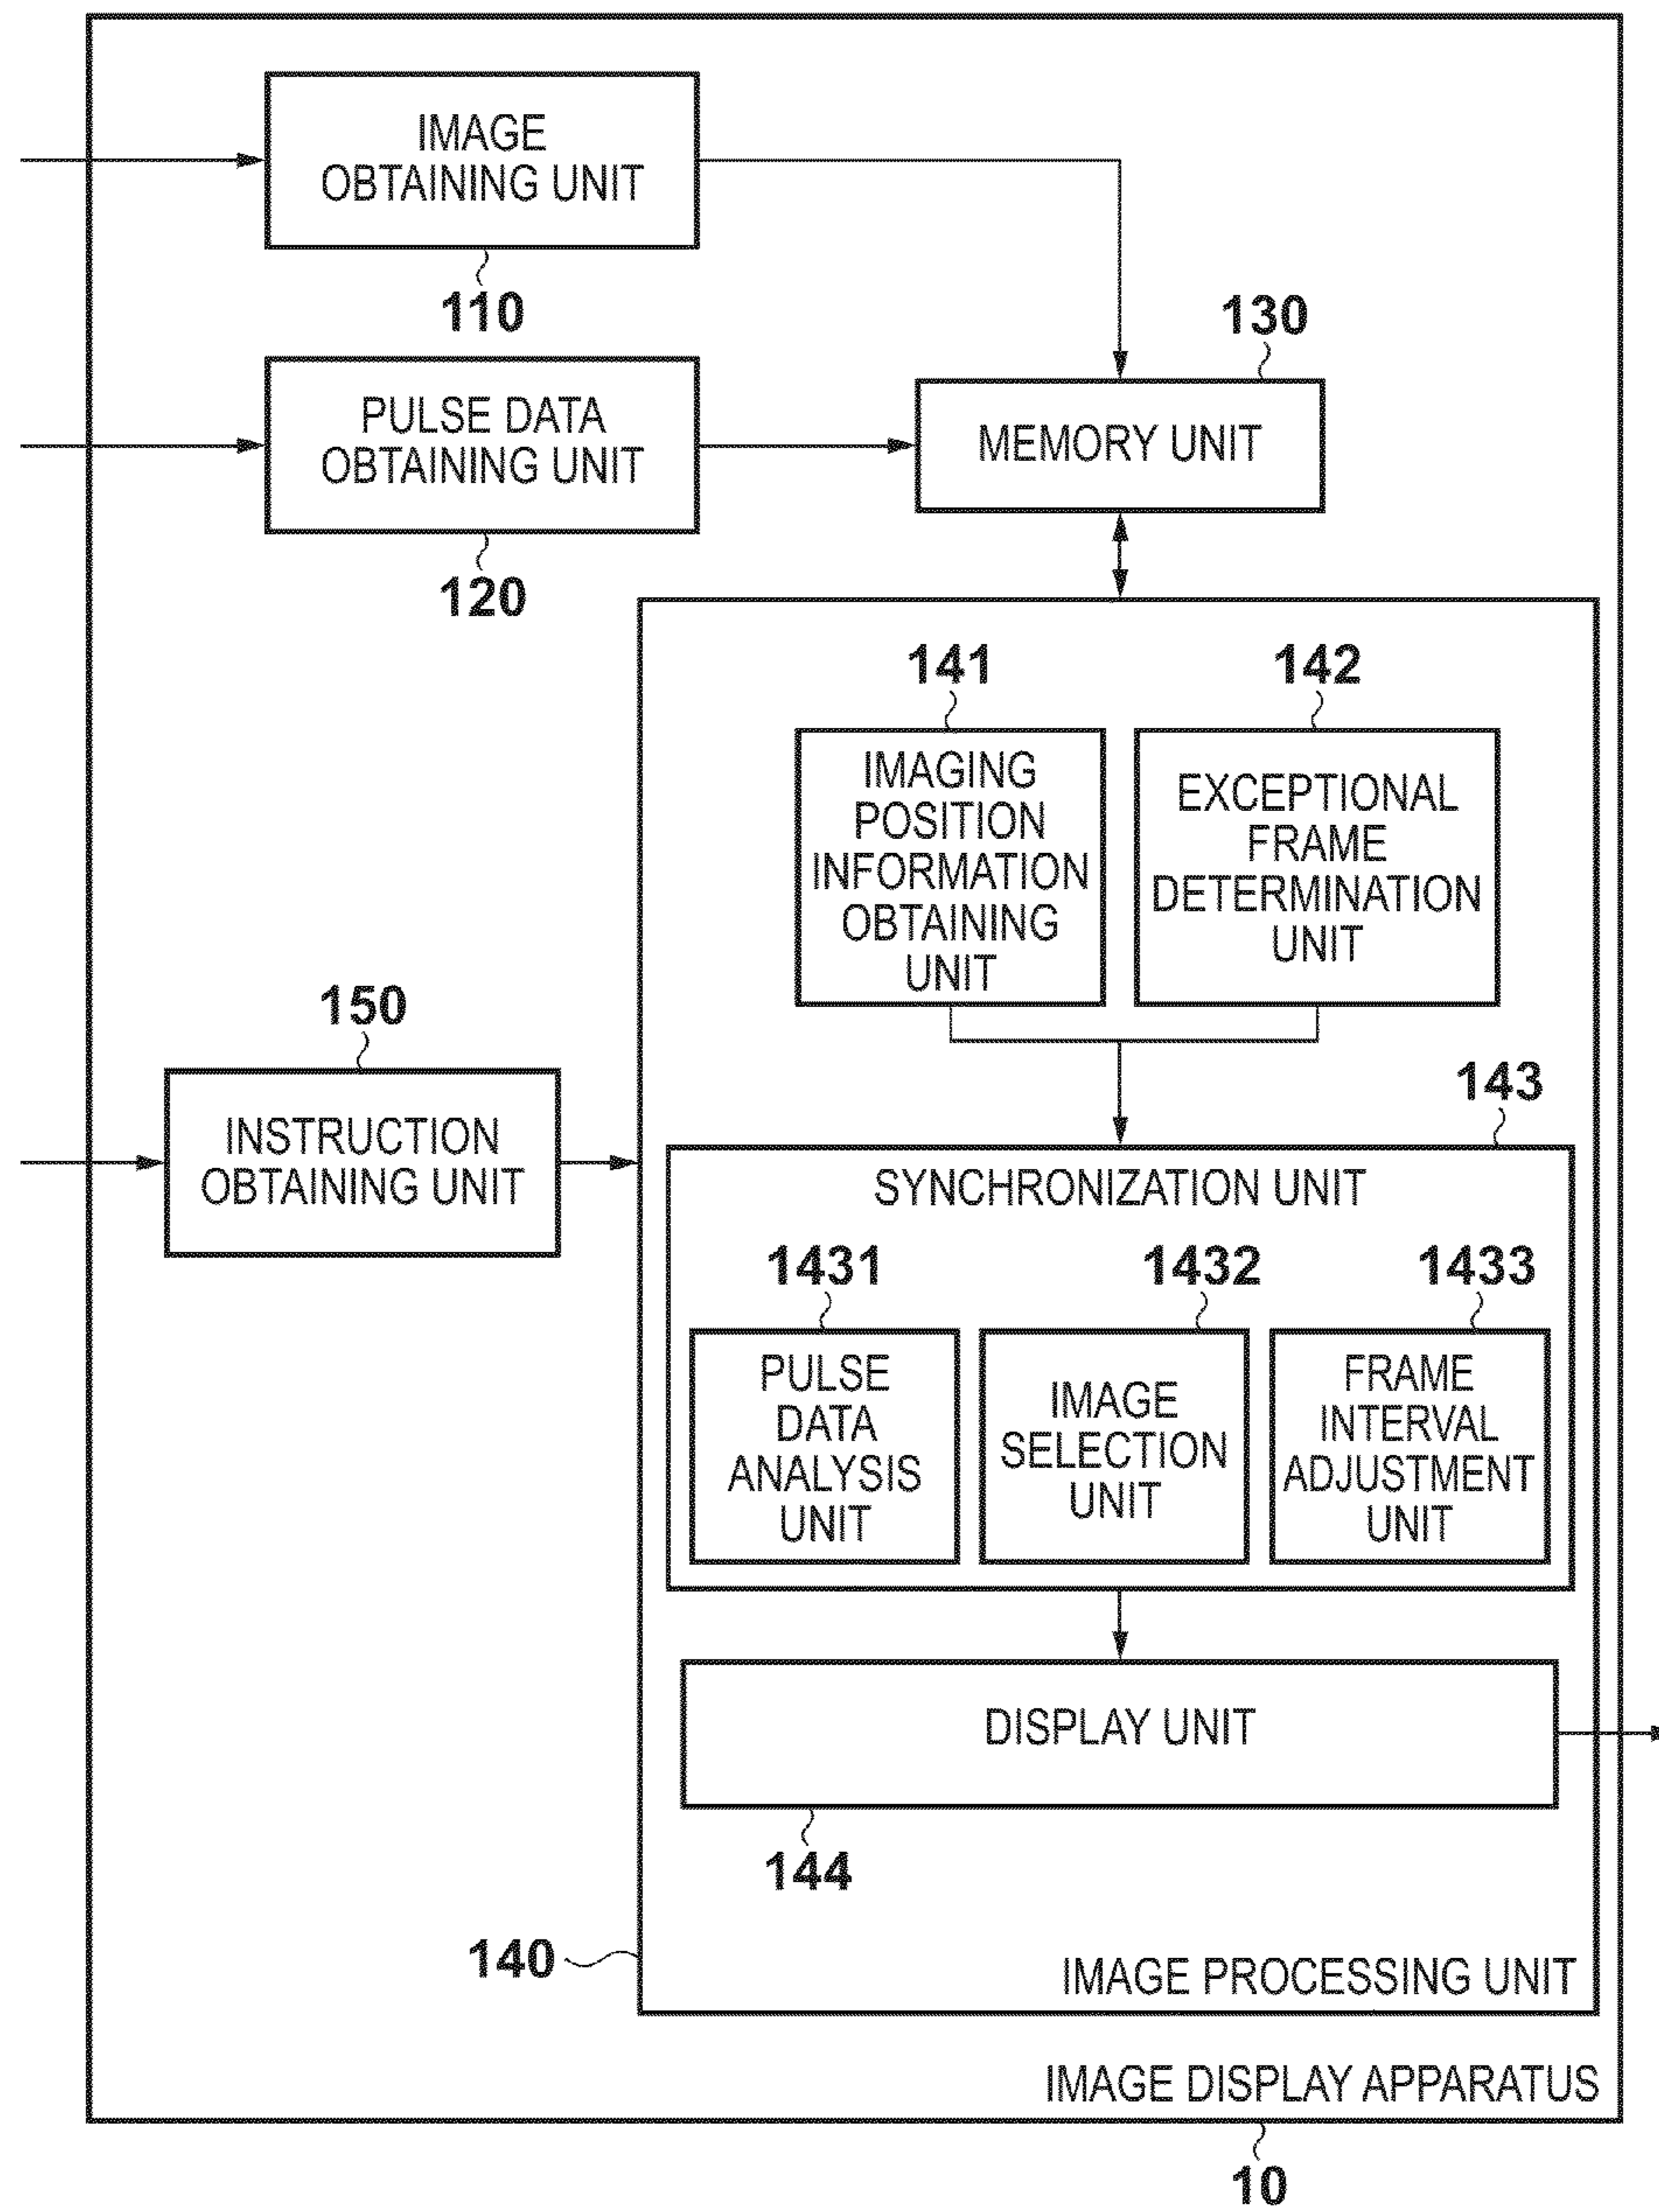 IMAGE
OBTAINING UNIT
110
130
PULSE DATA
OBTAINING UNIT
120
MEMORY UNIT
141
142
IMAGING
POSITION
INFORMATION
OBTAINING
UNIT
EXCEPTIONAL
FRAME
DETERMINATION
UNIT
150
INSTRUCTION
OBTAINING UNIT
143
SYNCHRONIZATION UNIT
1431
1432
1433
PULSE
DATA
ANALYSIS
UNIT
IMAGE
SELECTION
UNIT
FRAME
INTERVAL
ADJUSTMENT
UNIT
DISPLAY UNIT
144
140
IMAGE PROCESSING UNIT
IMAGE DISPLAY APPARATUS
10